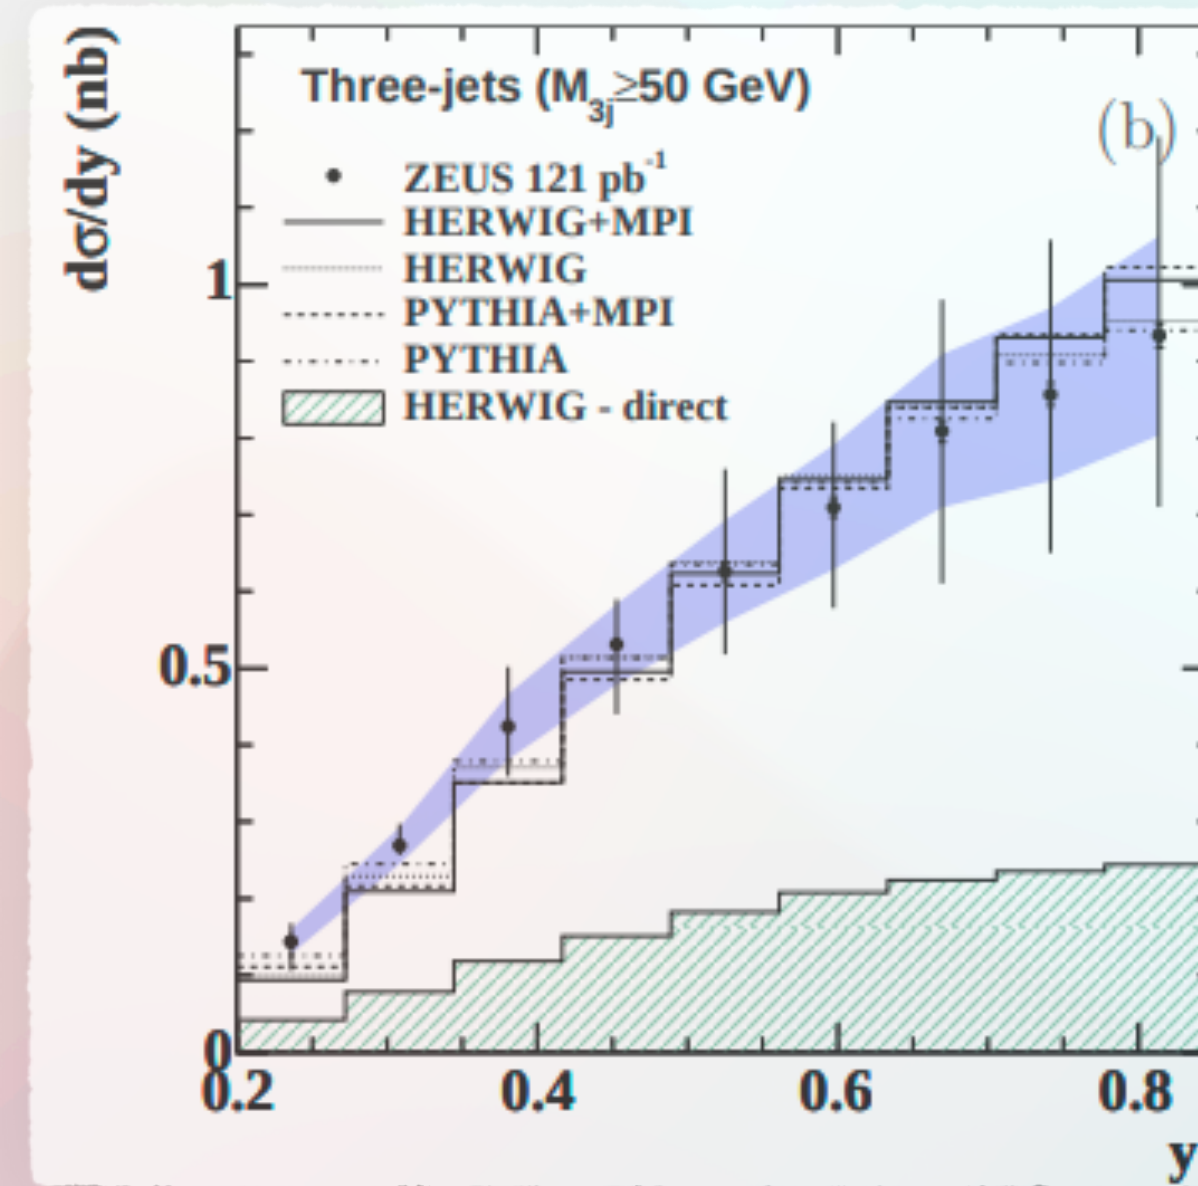 dσ/dy (nb)
Three-jets (M3j≥50 GeV)
(b)
ZEUS 121 pb-1
HERWIG+MPI
HERWIG
PYTHIA+MPI
PYTHIA
HERWIG - direct
1
0.5
0
0.2 0.4 0.6 0.8
y